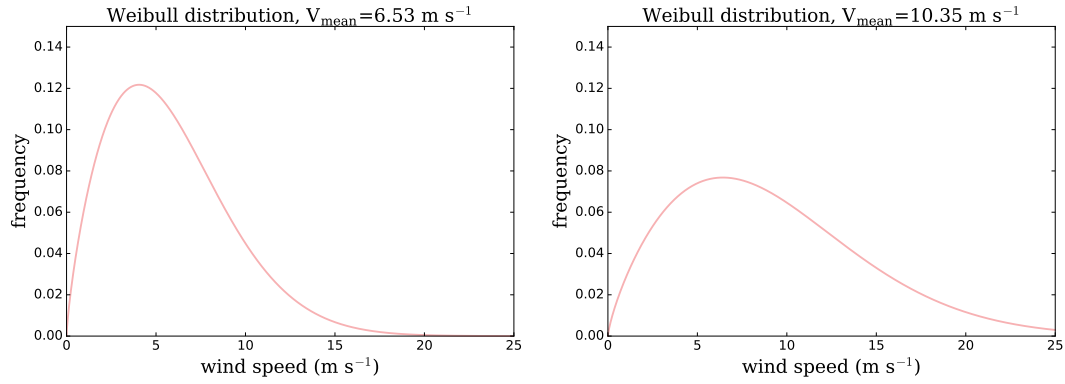 Weibull distribution, Vmean=6.53 m s−1
0.14
0.12
0.10
0.08
0.06
0.04
0.02
0.00
frequency
0 5 10 15 20 25
wind speed (m s−1)
Weibull distribution, Vmean=10.35 m s−1
0.14
0.12
0.10
0.08
0.06
0.04
0.02
0.00
frequency
0 5 10 15 20 25
wind speed (m s−1)